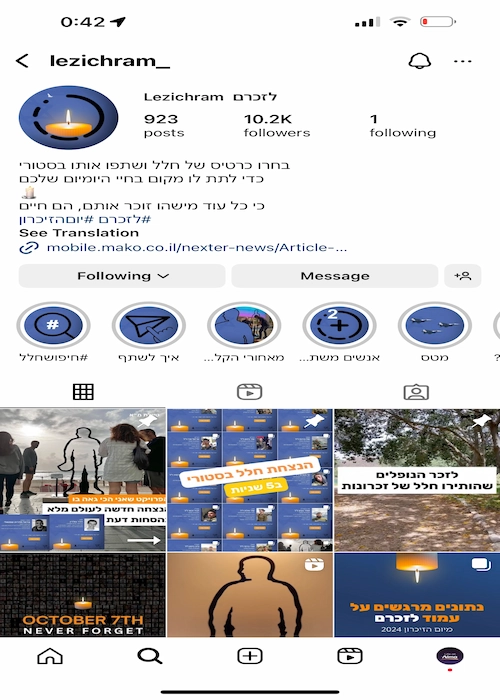 0:42
lezichram_
Lezichram לזכרם
923
posts
10.2K
followers
1
following
בחרו כרטיס של חלל ושתפו אותו בסטורי
כדי לתת לו מקום בחיי היומיום שלכם
כי כל עוד מישהו זוכר אותם, הם חיים
#לזכרם #יוםהזיכרון
See Translation
mobile.mako.co.il/nexter-news/Article-...
Following
Message
#
2
#חיפושחלל
איך לשתף
מאחורי הקל...
אנשים משת...
מטס
?
הפרויקט שאני הכי גאה בו
הנצחה חדשה לעולם מלא
הסחות דעת
הנצחת חלל בסטורי
ב5 שניות
לזכר הנופלים
שהותירו חלל של זכרונות
OCTOBER 7TH
NEVER FORGET
נתונים מרגשים על
עמוד לזכרם
מיום הזיכרון 2024